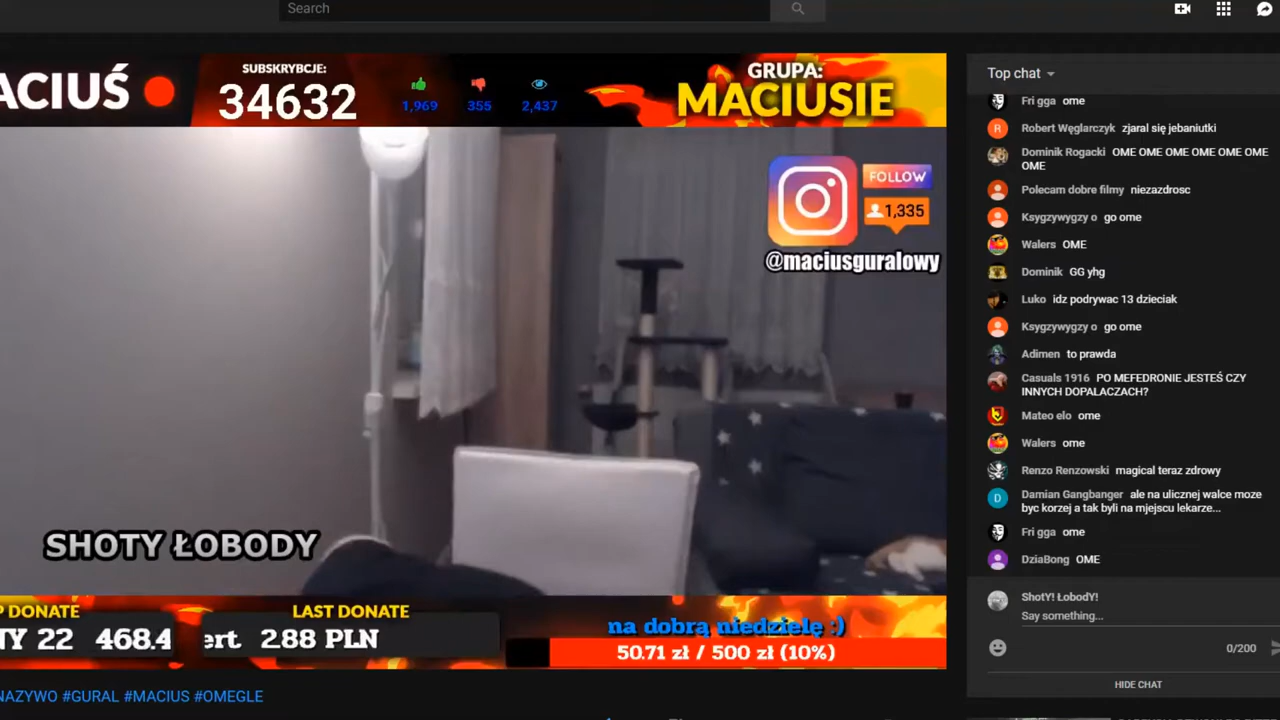 Search
ACIUŚ
SUBSKRYBCJE:
34632
1,969 355 2,437
GRUPA:
MACIUSIE
FOLLOW
1,335
@maciusguralowy
SHOTY ŁOBODY
P DONATE
NY 22 468.4
LAST DONATE
ert. 2.88 PLN
na dobrą niedzielę :)
50.71 zł / 500 zł (10%)
NAZYWO #GURAL #MACIUS #OMEGLE
Top chat
Fri gga ome
Robert Węglarczyk zjaral się jebaniutki
Dominik Rogacki OME OME OME OME OME OME
OME
Polecam dobre filmy niezazdrosc
Ksygzywygzy o go ome
Walers OME
Dominik GG yhg
Luko idz podrywac 13 dzieciak
Ksygzywygzy o go ome
Adimen to prawda
Casuals 1916 PO MEFEDRONIE JESTEŚ CZY
INNYCH DOPALACZACH?
Mateo elo ome
Walers ome
Renzo Renzowski magical teraz zdrowy
Damian Gangbanger ale na ulicznej walce moze
byc korzej a tak byli na mjejscu lekarze...
Fri gga ome
DziaBong OME
ShotY! ŁobodY!
Say something...
0/200
HIDE CHAT